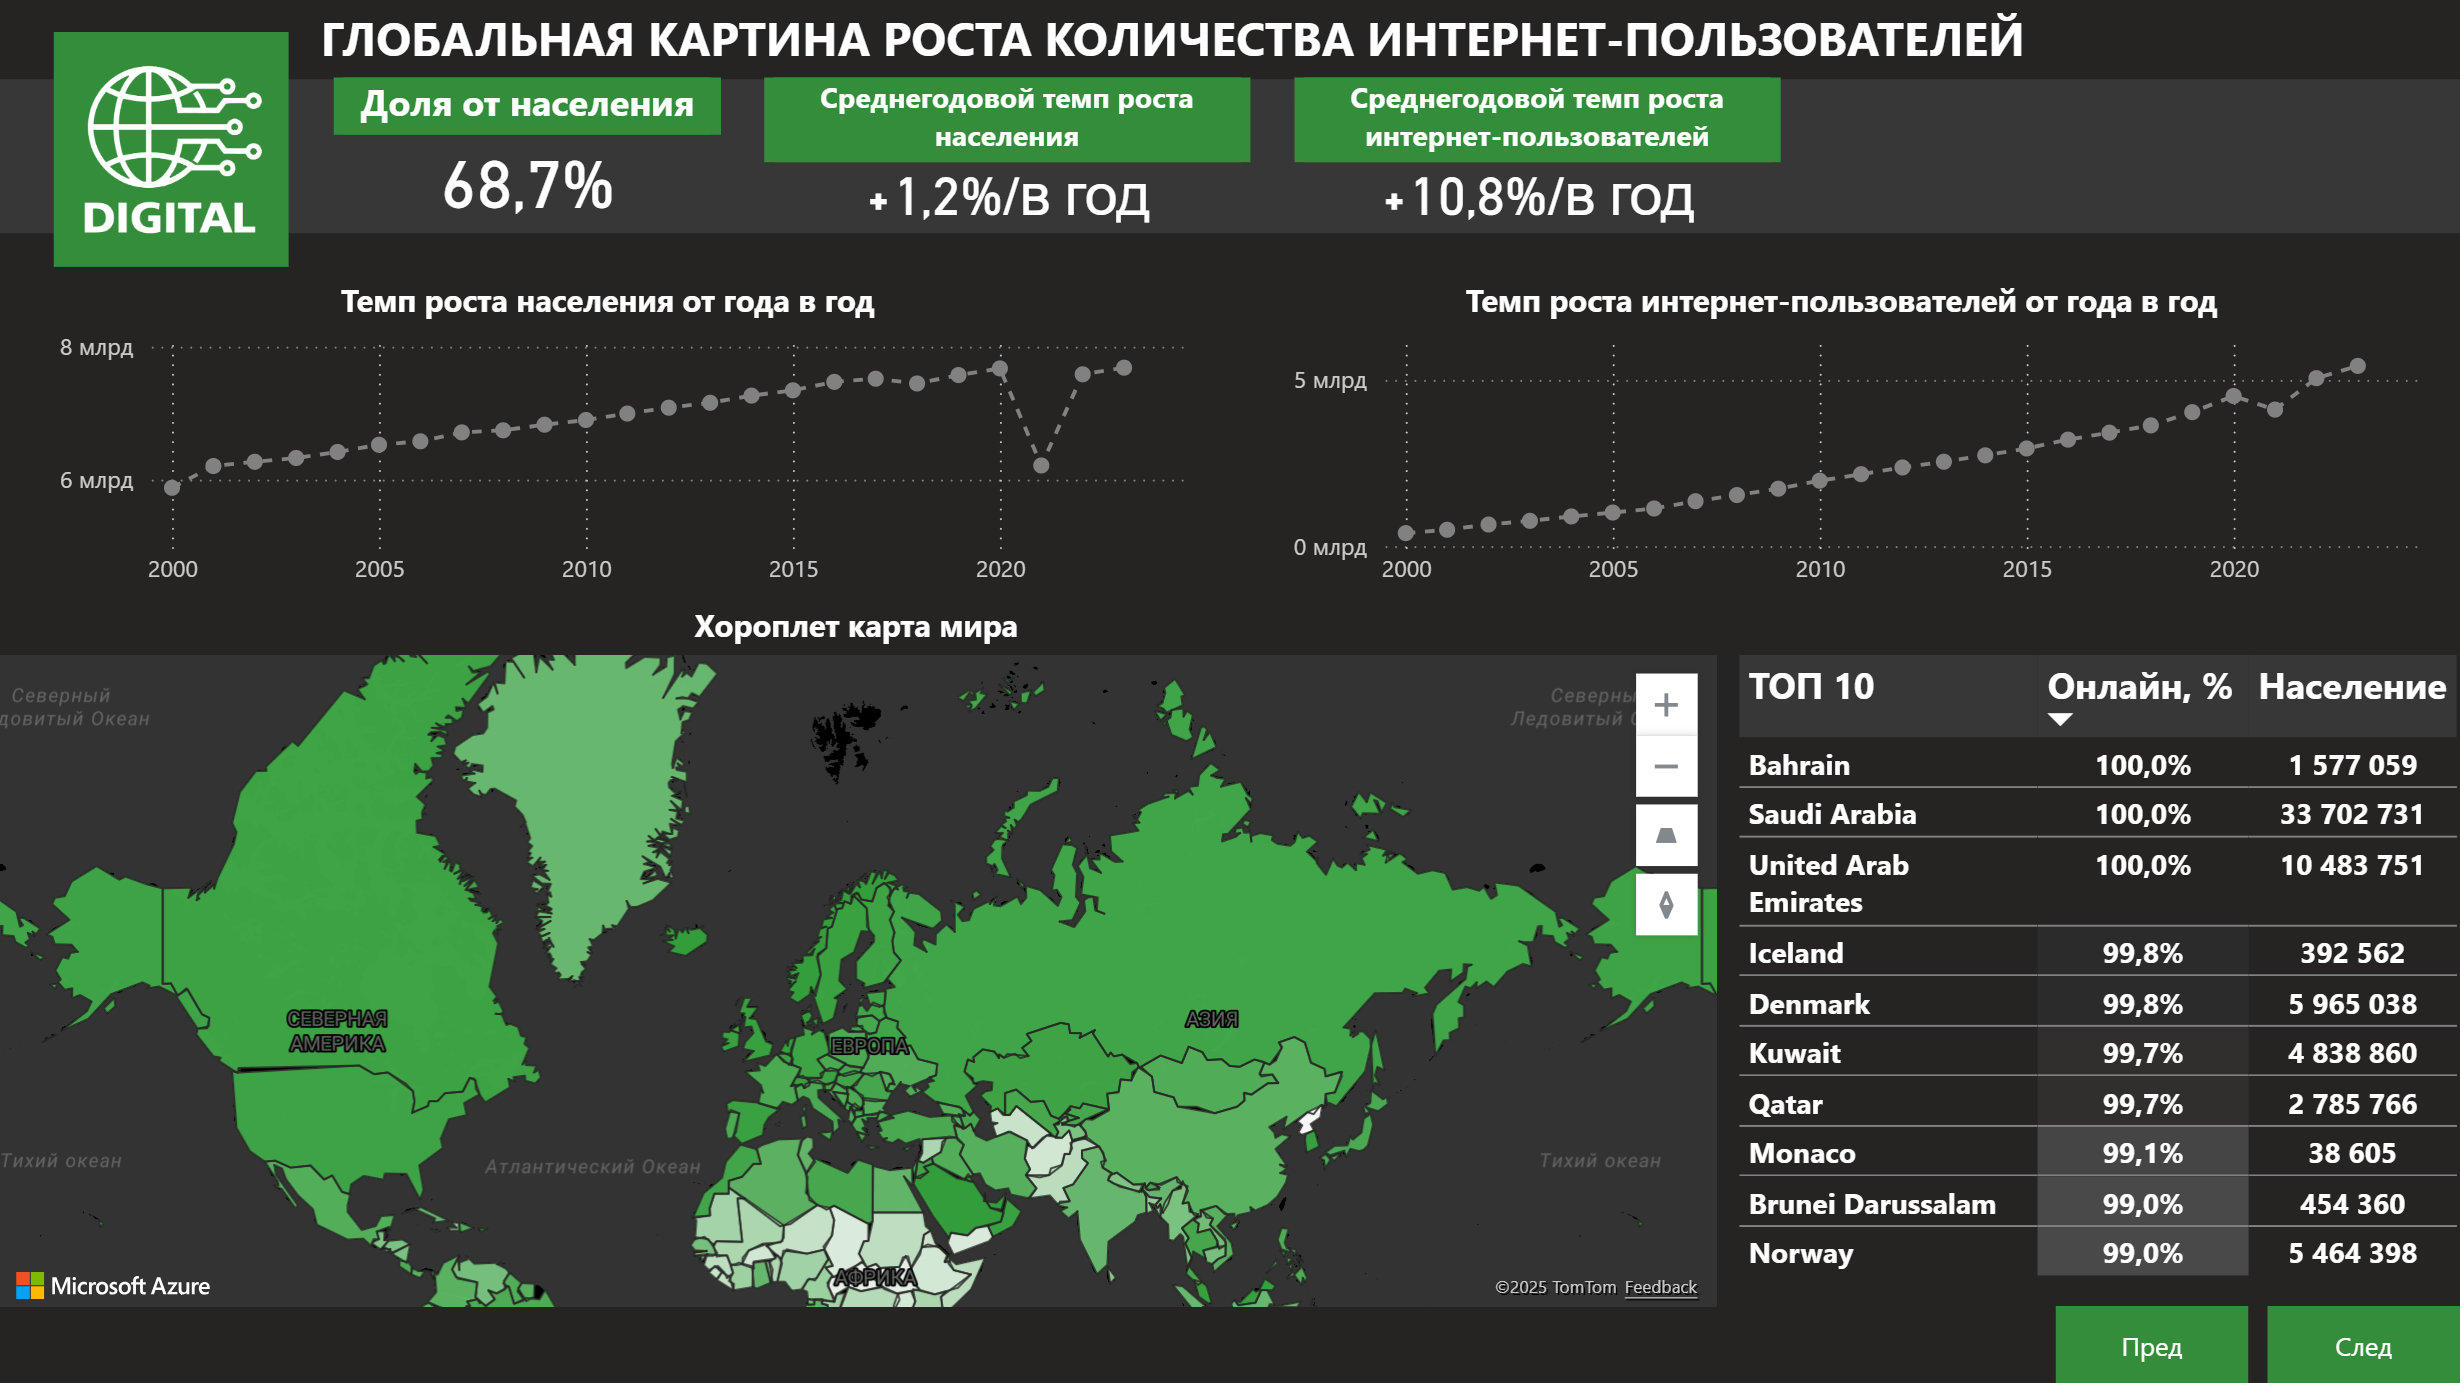 ГЛОБАЛЬНАЯ КАРТИНА РОСТА КОЛИЧЕСТВА ИНТЕРНЕТ-ПОЛЬЗОВАТЕЛЕЙ
DIGITAL
Доля от населения
68,7%
Среднегодовой темп роста
населения
+1,2%/В ГОД
Среднегодовой темп роста
интернет-пользователей
+10,8%/В ГОД
Темп роста населения от года в год
8 млрд
6 млрд
2000 2005 2010 2015 2020
Темп роста интернет-пользователей от года в год
5 млрд
0 млрд
2000 2005 2010 2015 2020
Хороплет карта мира
Северный
довитый Океан
Северны
Ледовитый
СЕВЕРНАЯ
АМЕРИКА
ЕВРОПА
АЗИЯ
Тихий океан
Атлантический Океан
Тихий океан
АФРИКА
Microsoft Azure
©2025 TomTom Feedback
ТОП 10 Онлайн, % Население
Bahrain 100,0% 1 577 059
Saudi Arabia 100,0% 33 702 731
United Arab 100,0% 10 483 751
Emirates
Iceland 99,8% 392 562
Denmark 99,8% 5 965 038
Kuwait 99,7% 4 838 860
Qatar 99,7% 2 785 766
Monaco 99,1% 38 605
Brunei Darussalam 99,0% 454 360
Norway 99,0% 5 464 398
Пред
След